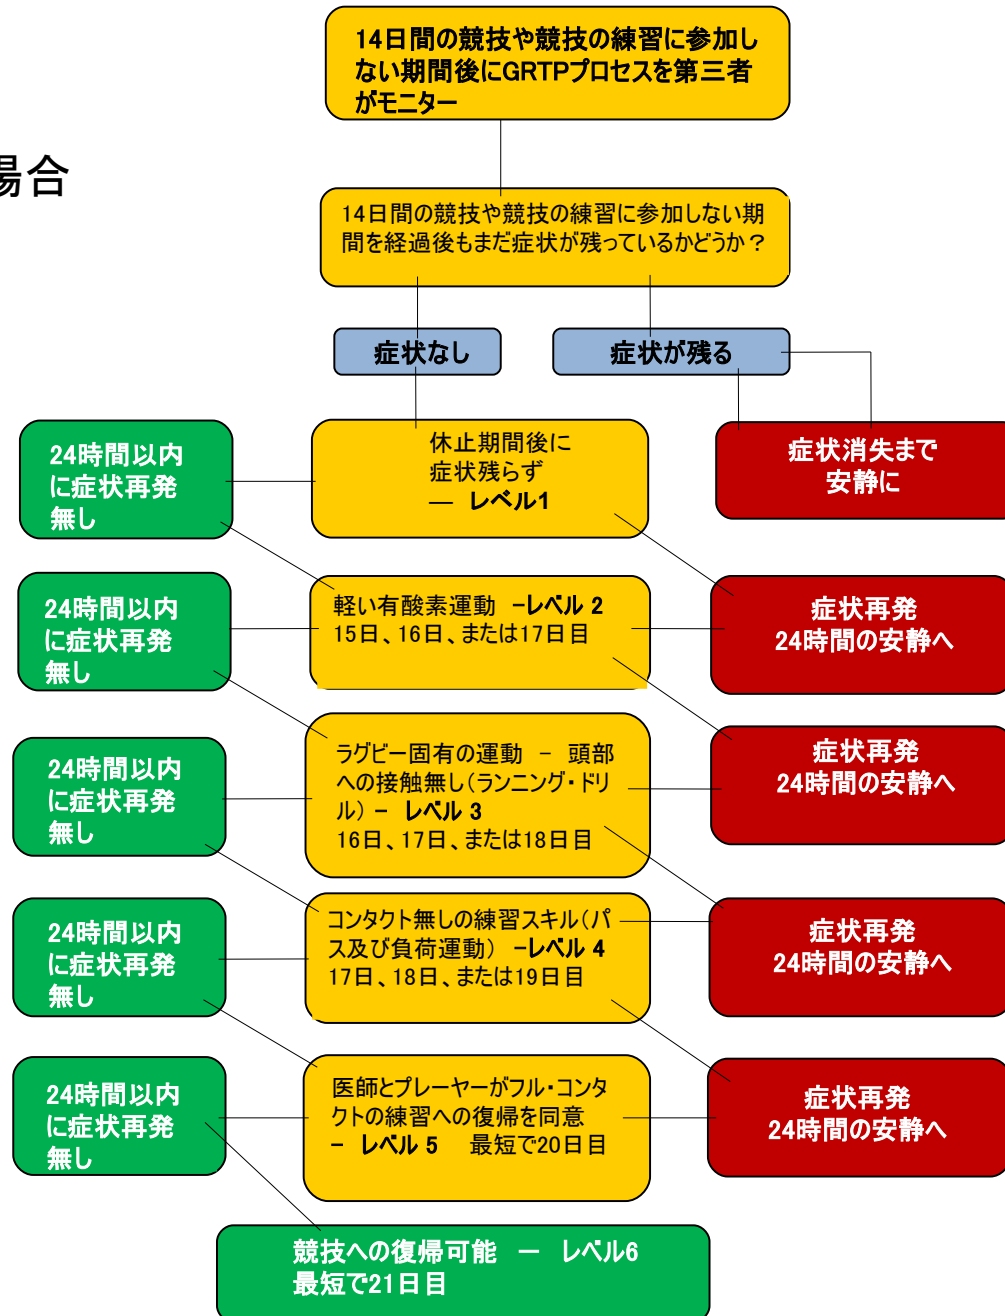 14日間の競技や競技の練習に参加し
ない期間後にGRTPプロセスを第三者
がモニター
場合
14日間の競技や競技の練習に参加しない期
間を経過後もまだ症状が残っているかどうか？
症状なし
症状が残る
24時間以内
に症状再発
無し
休止期間後に
症状残らず
― レベル1
症状消失まで
安静に
24時間以内
に症状再発
無し
軽い有酸素運動 －レベル 2
15日、16日、または17日目
症状再発
24時間の安静へ
24時間以内
に症状再発
無し
ラグビー固有の運動 － 頭部
への接触無し（ランニング・ドリ
ル）－ レベル 3
16日、17日、または18日目
症状再発
24時間の安静へ
24時間以内
に症状再発
無し
コンタクト無しの練習スキル（パ
ス及び負荷運動） －レベル 4
17日、18日、または19日目
症状再発
24時間の安静へ
24時間以内
に症状再発
無し
医師とプレーヤーがフル・コンタ
クトの練習への復帰を同意
－ レベル 5 最短で20日目
症状再発
24時間の安静へ
競技への復帰可能 － レベル6
最短で21日目